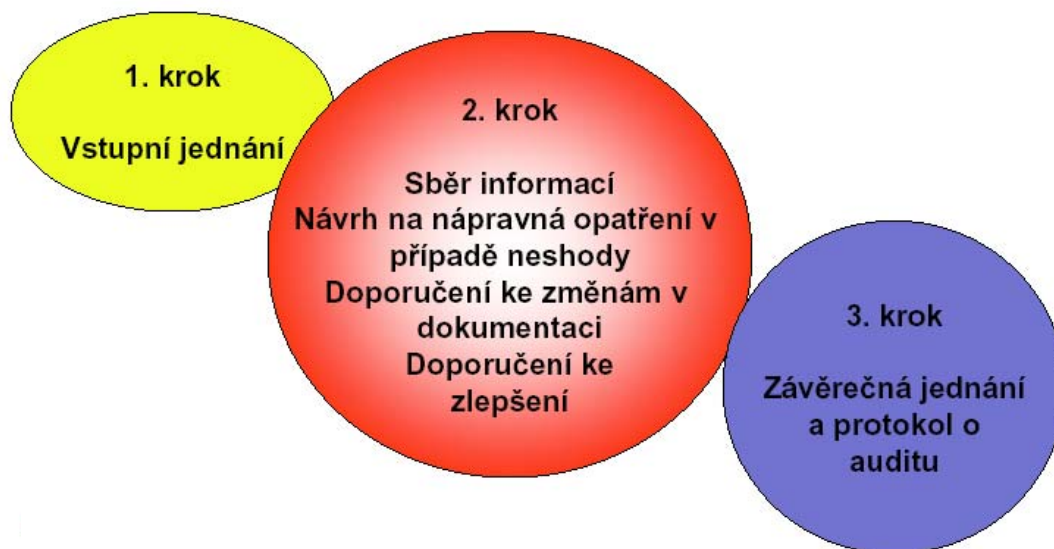 1. krok
Vstupní jednání
2. krok
Sběr informací
Návrh na nápravná opatření v
případě neshody
Doporučení ke změnám v
dokumentaci
Doporučení ke
zlepšení
3. krok
Závěrečná jednání
a protokol o
auditu